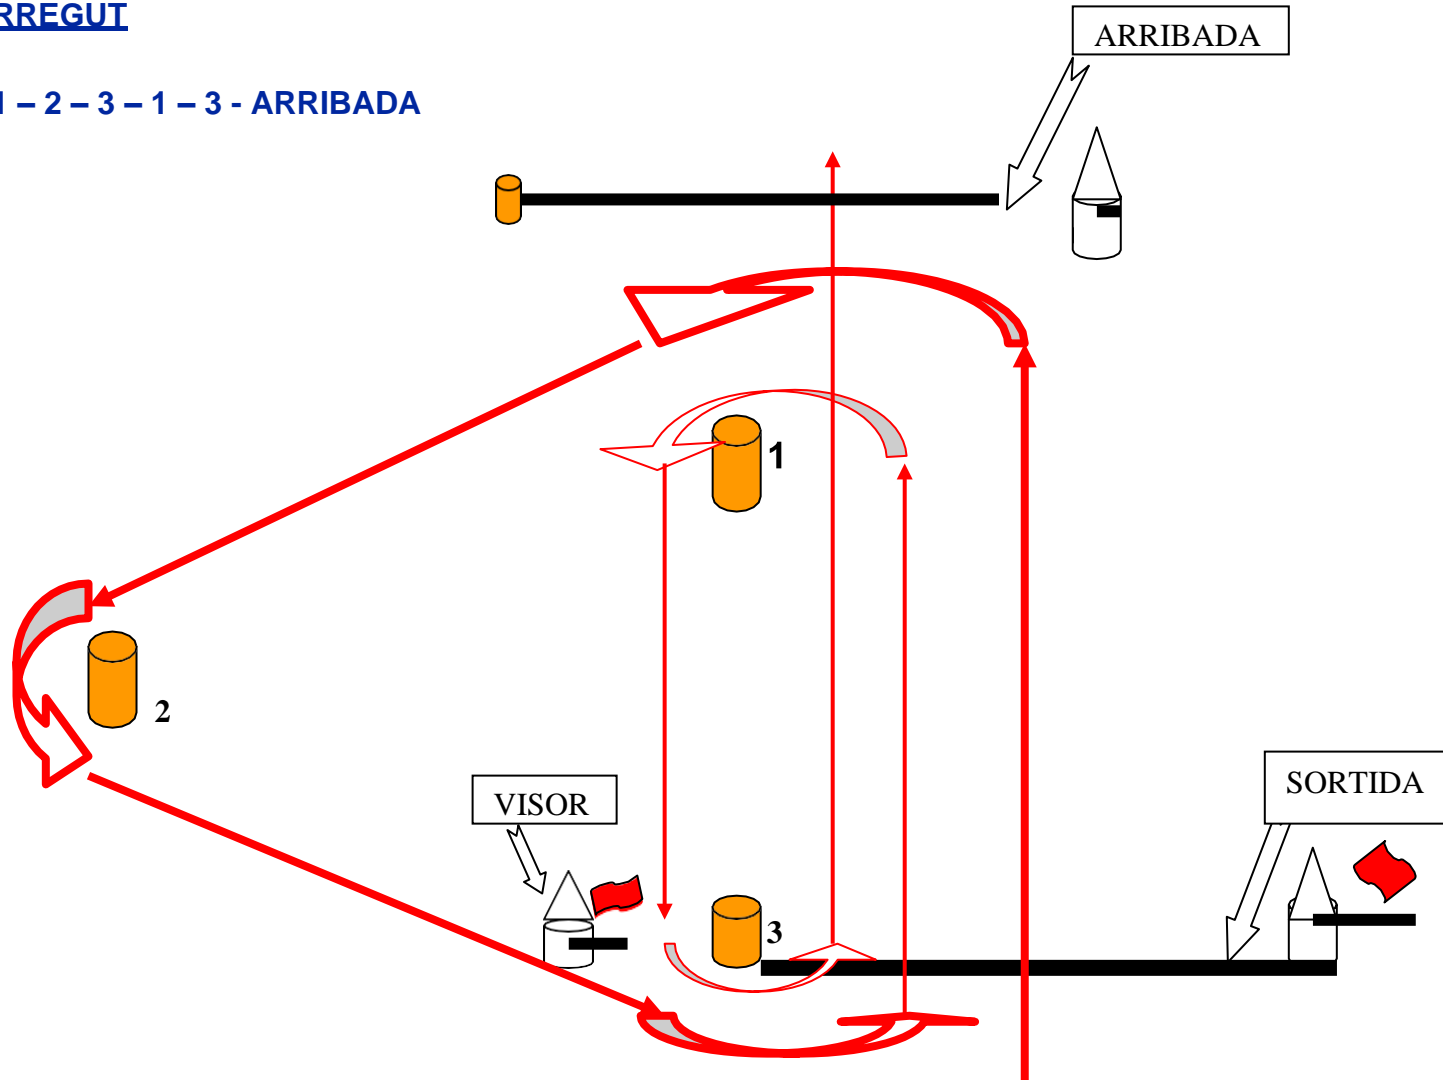 RREGUT
1 – 2 – 3 – 1 – 3 - ARRIBADA
ARRIBADA
1
2
VISOR
SORTIDA
3